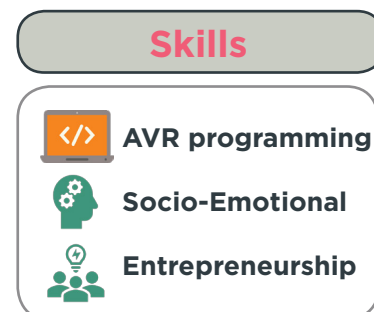 Skills
</>
AVR programming
Socio-Emotional
Entrepreneurship